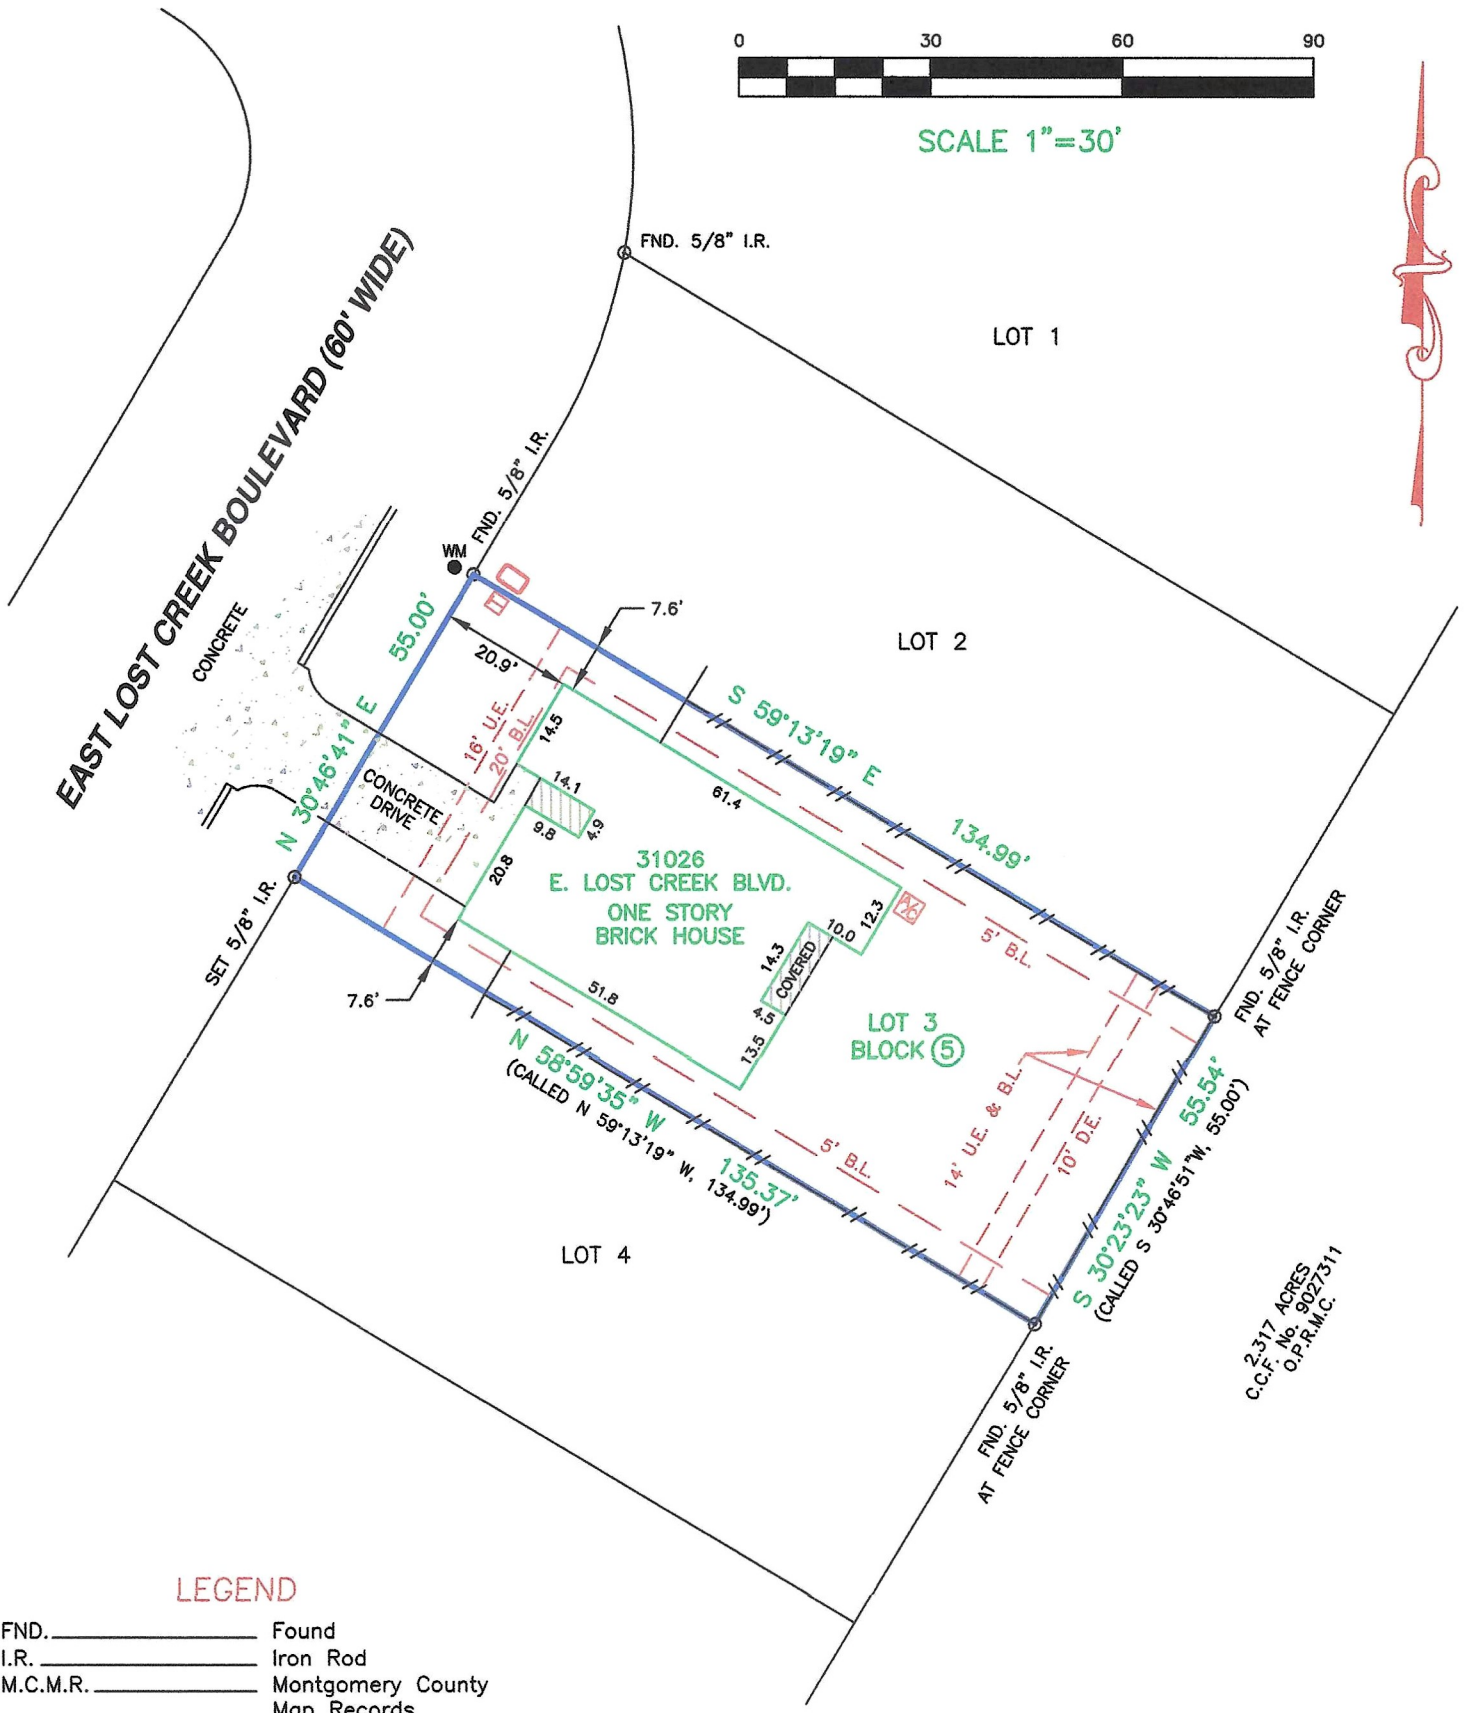 0 30 60 90
SCALE 1"=30'
FND. 5/8" I.R.
LOT 1
EAST LOST CREEK BOULEVARD (60' WIDE)
FND. 5/8" I.R.
WM
CONCRETE
55.00'
N 30°46'41" E
7.6'
20.9'
LOT 2
S 59°13'19" E
134.99'
16' U.E.
20' B.L.
14.5
14.1
9.8
4.9
61.4
CONCRETE
DRIVE
20.8
31026
E. LOST CREEK BLVD.
ONE STORY
BRICK HOUSE
A/C
12.3
10.0
14.3
COVERED
4.5
13.5
51.8
5' B.L.
SET 5/8" I.R.
7.6'
LOT 3
BLOCK 5
FND. 5/8" I.R.
AT FENCE CORNER
N 58°59'35" W
135.37'
(CALLED N 59°13'19" W, 134.99')
5' B.L.
14' U.E. & B.L.
10' D.E.
S 30°23'23" W
55.54'
(CALLED S 30°46'51"W, 55.00')
LOT 4
2.317 ACRES
C.C.F. No. 9027311
O.P.R.M.C.
FND. 5/8" I.R.
AT FENCE CORNER
LEGEND
FND. Found
I.R. Iron Rod
M.C.M.R. Montgomery County
Map Records